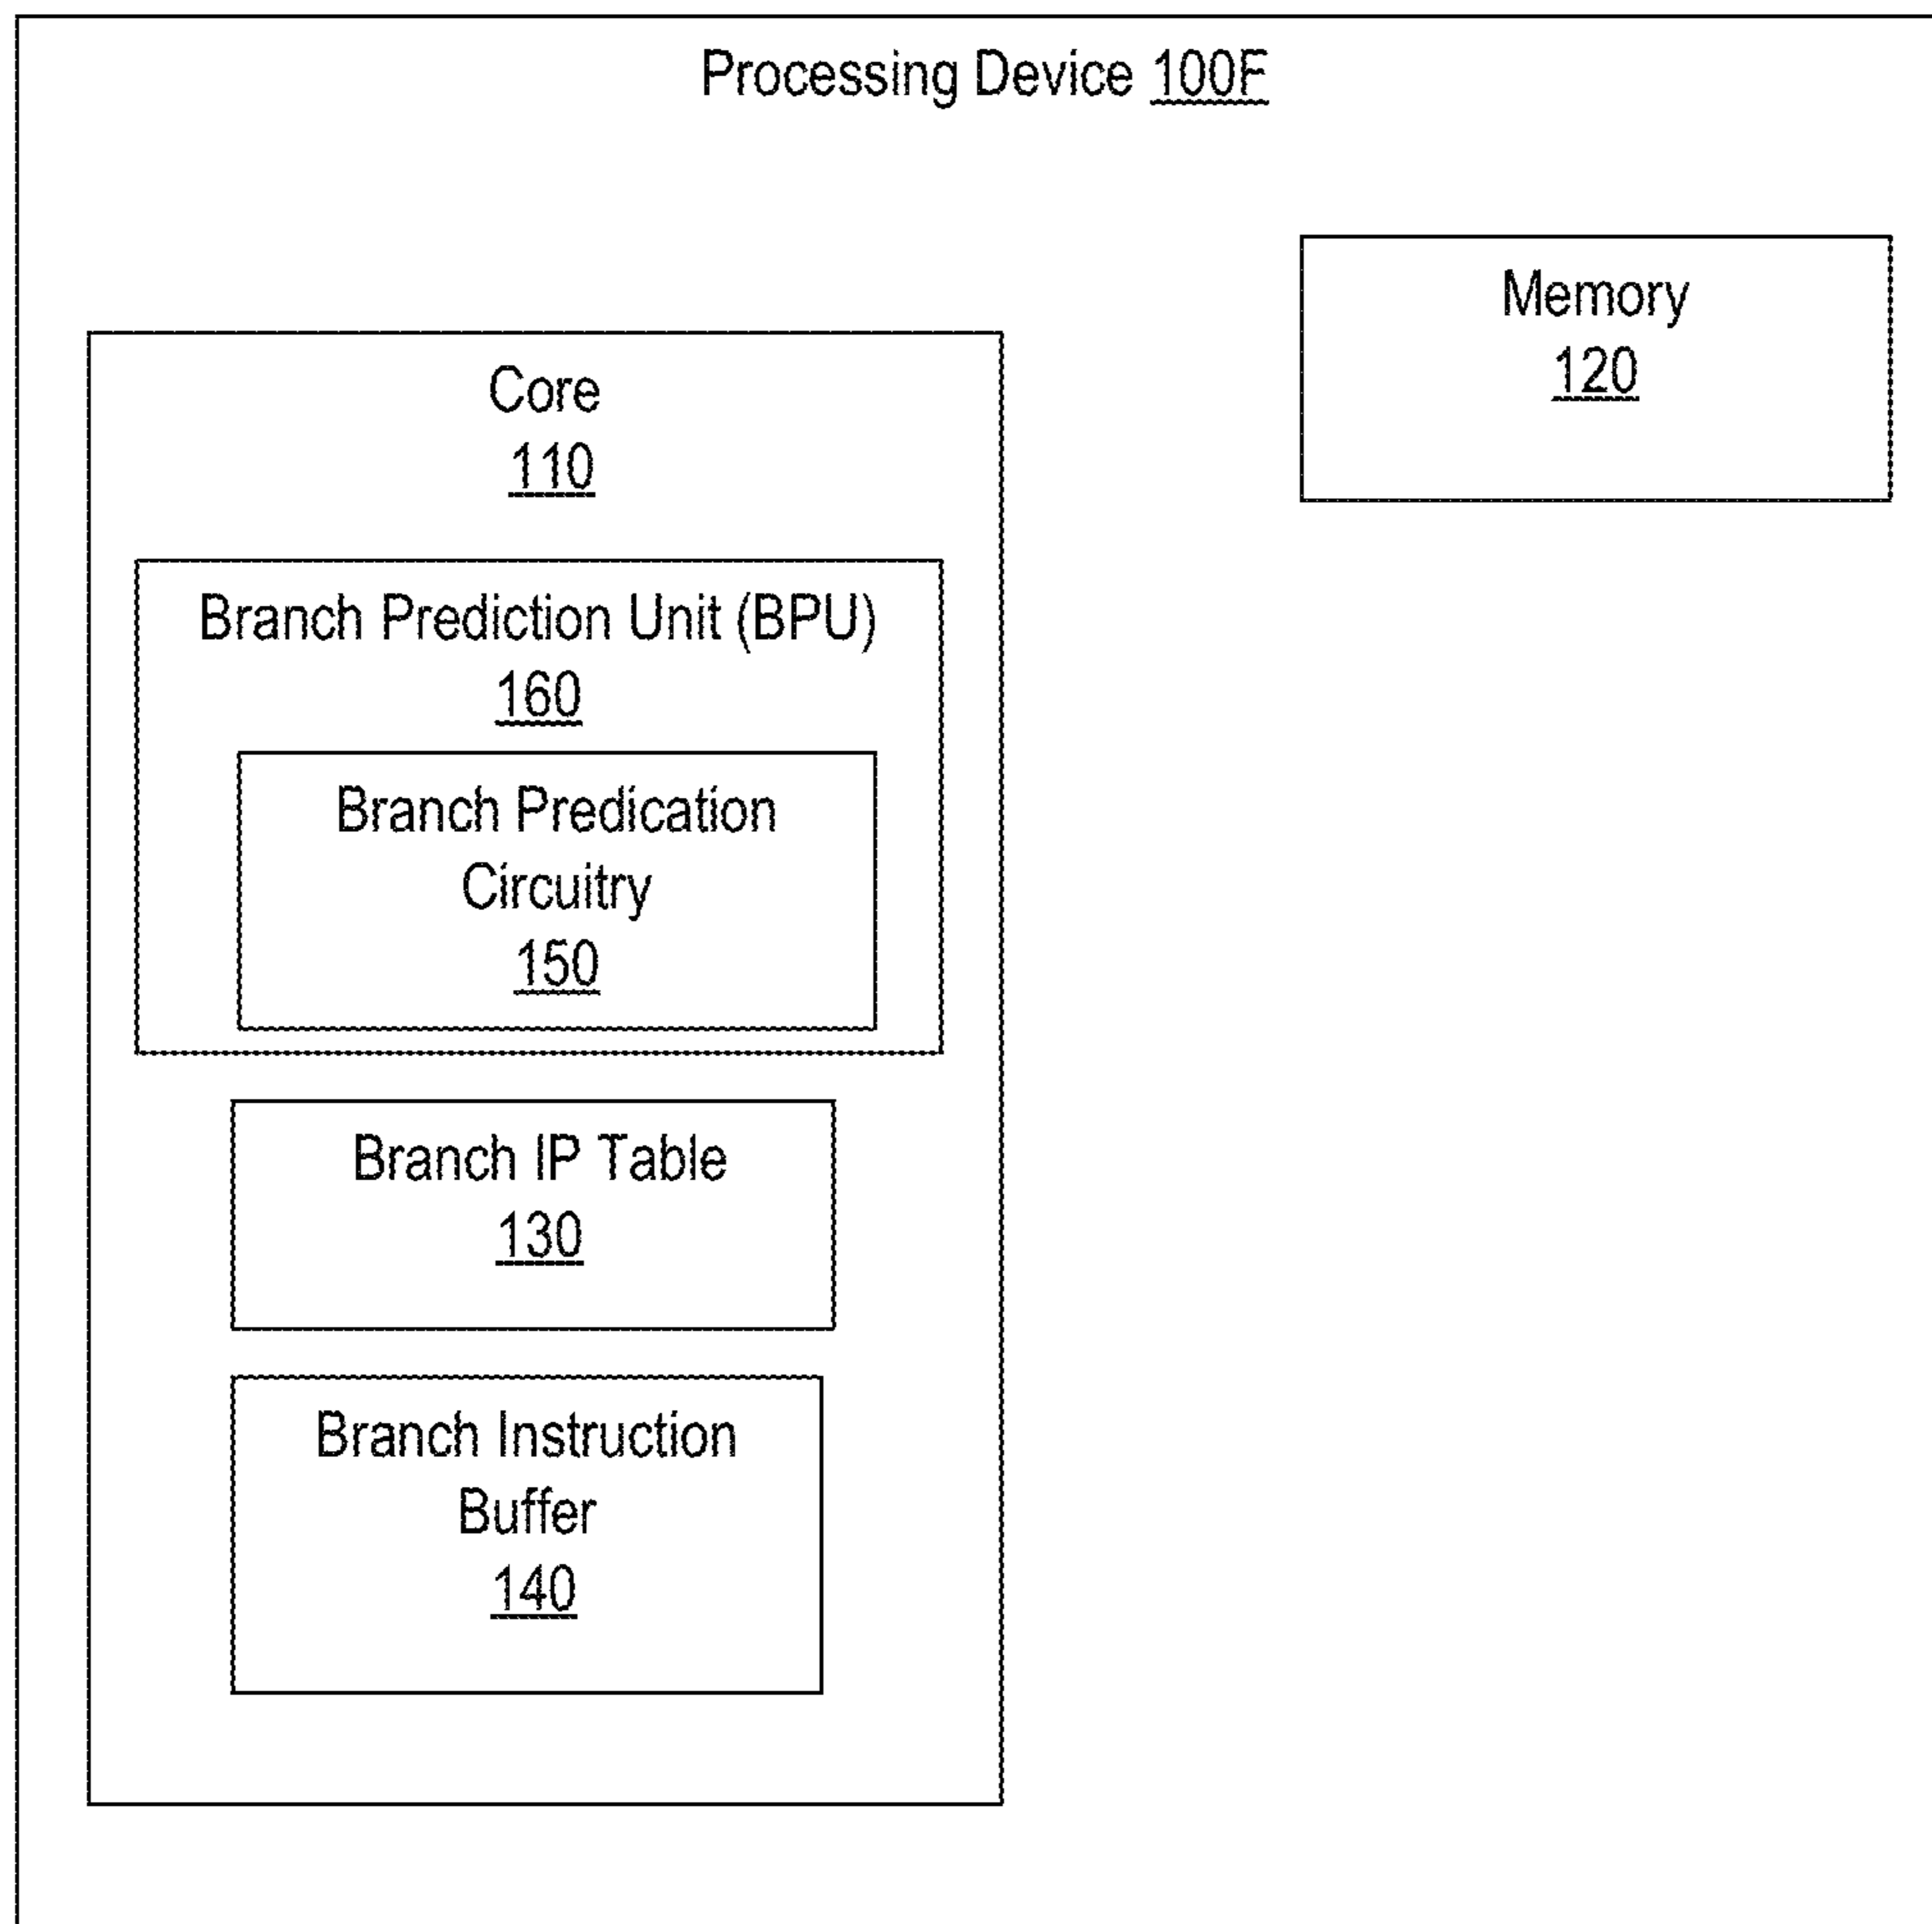 Processing Device 100F
Memory
120
Core
110
Branch Prediction Unit (BPU)
160
Branch Predication
Circuitry
150
Branch IP Table
130
Branch Instruction
Buffer
140